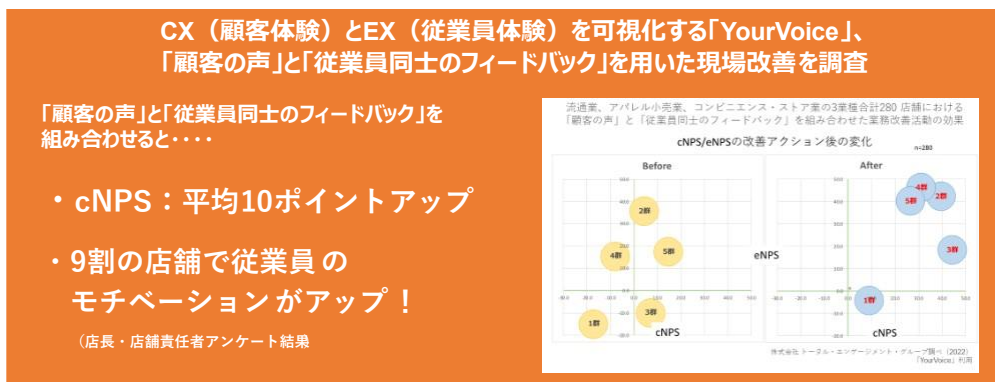 CX（顧客体験）とEX（従業員体験）を可視化する「YourVoice」、
「顧客の声」と「従業員同士のフィードバック」を用いた現場改善を調査
「顧客の声」と「従業員同士のフィードバック」を
組み合わせると・・・・
・cNPS：平均10ポイントアップ
・9割の店舗で従業員の
モチベーションがアップ！
（店長・店舗責任者アンケート結果
流通業、アパレル小売業、コンビニエンス・ストア業の3業種合計280店舗における
「顧客の声」と「従業員同士のフィードバック」を組み合わせた業務改善活動の効果
cNPS/eNPSの改善アクション後の変化
n=280
Before
2群
4群
5群
3群
1群
cNPS
eNPS
After
4群
5群
2群
3群
1群
cNPS
株式会社トータル・エンゲージメント・グループ調べ（2022）
「YourVoice」利用